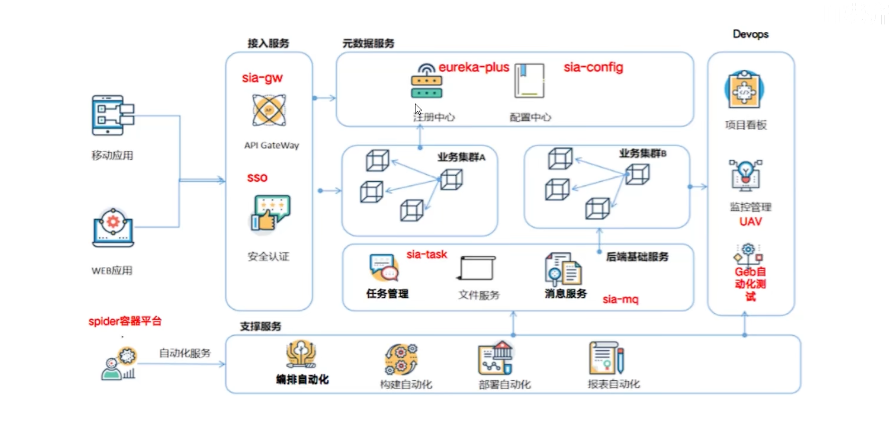 Devops
接入服务
元数据服务
sia-gw
eureka-plus
sia-config
注册中心
配置中心
项目看板
API GateWay
移动应用
业务集群A
业务集群B
sso
监控管理
UAV
安全认证
WEB应用
sia-task
后端基础服务
任务管理
文件服务
消息服务
sia-mq
Geb自
动化测
试
spider容器平台
支撑服务
自动化服务
编排自动化
构建自动化
部署自动化
报表自动化